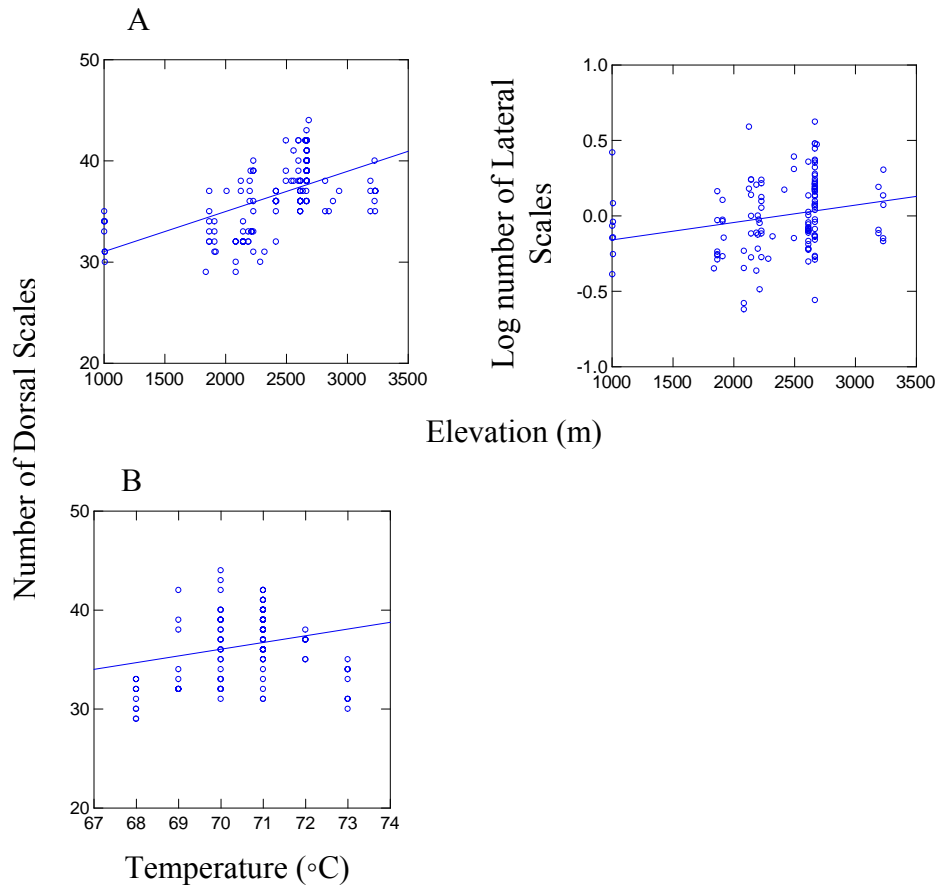 A
Number of Dorsal Scales
50
40
30
20
1000 1500 2000 2500 3000 3500
Log number of Lateral
Scales
1.0
0.5
0.0
-0.5
-1.0
1000 1500 2000 2500 3000 3500
Elevation (m)
B
50
40
30
20
67 68 69 70 71 72 73 74
Temperature (∘C)